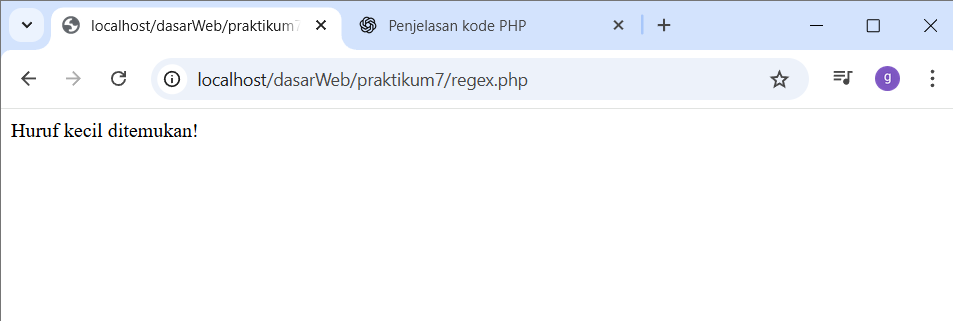 localhost/dasarWeb/praktikum7
Penjelasan kode PHP
localhost/dasarWeb/praktikum7/regex.php
g
Huruf kecil ditemukan!